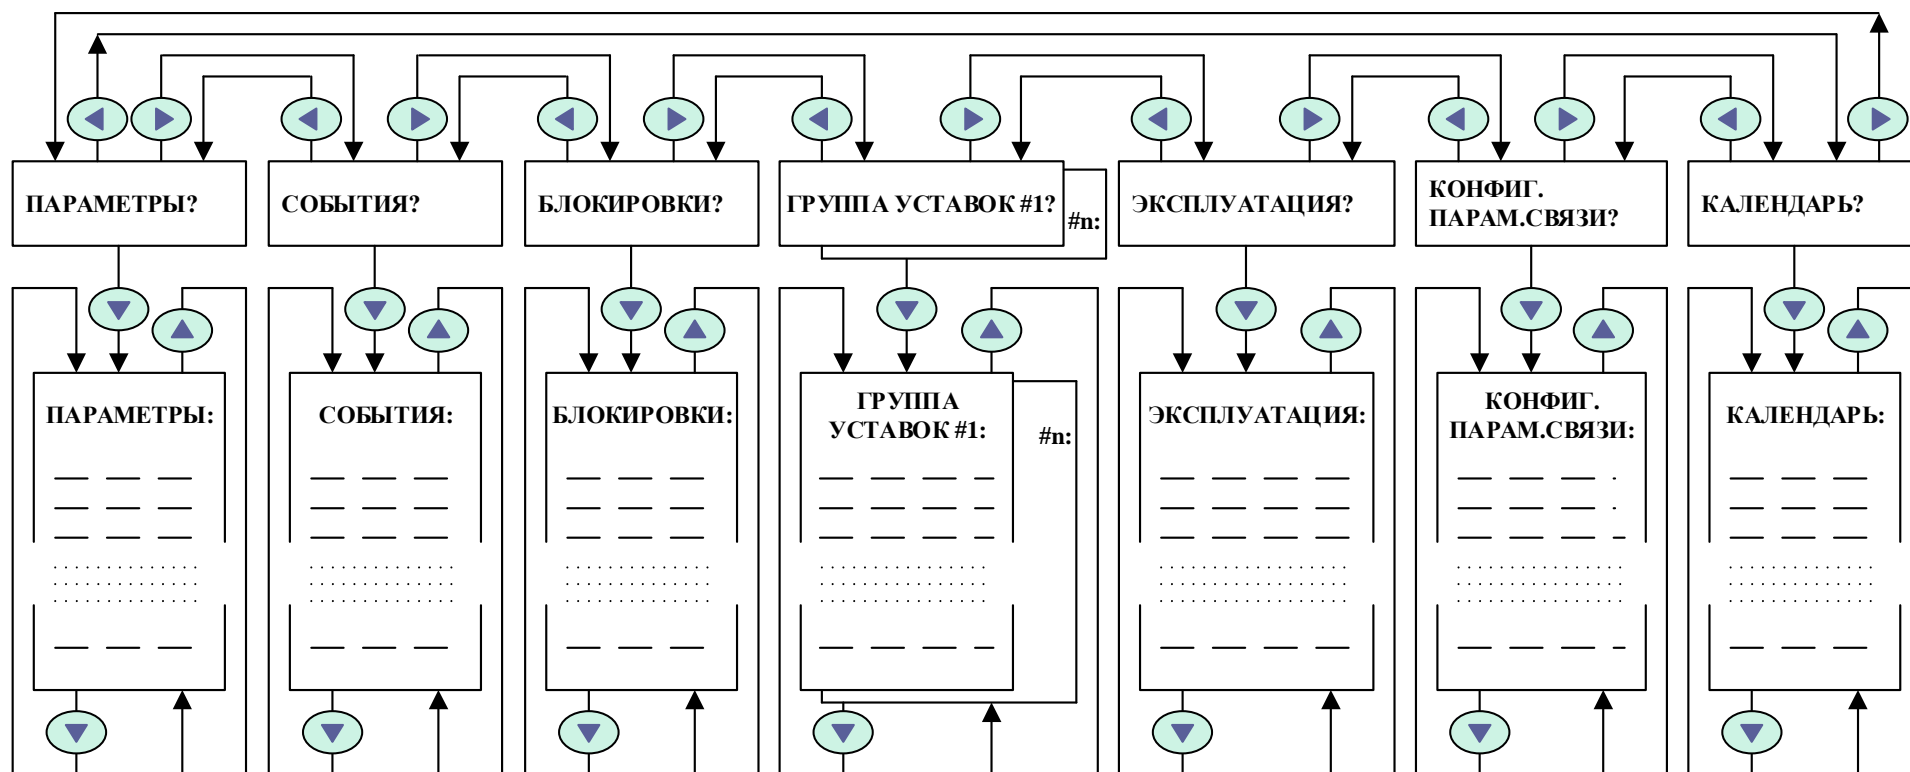 ПАРАМЕТРЫ?
СОБЫТИЯ?
БЛОКИРОВКИ?
ГРУППА УСТАВОК #1?
#n:
ЭКСПЛУАТАЦИЯ?
КОНФИГ.
ПАРАМ.СВЯЗИ?
КАЛЕНДАРЬ?
ПАРАМЕТРЫ:
СОБЫТИЯ:
БЛОКИРОВКИ:
ГРУППА
УСТАВОК #1:
#n:
ЭКСПЛУАТАЦИЯ:
КОНФИГ.
ПАРАМ.СВЯЗИ:
КАЛЕНДАРЬ: